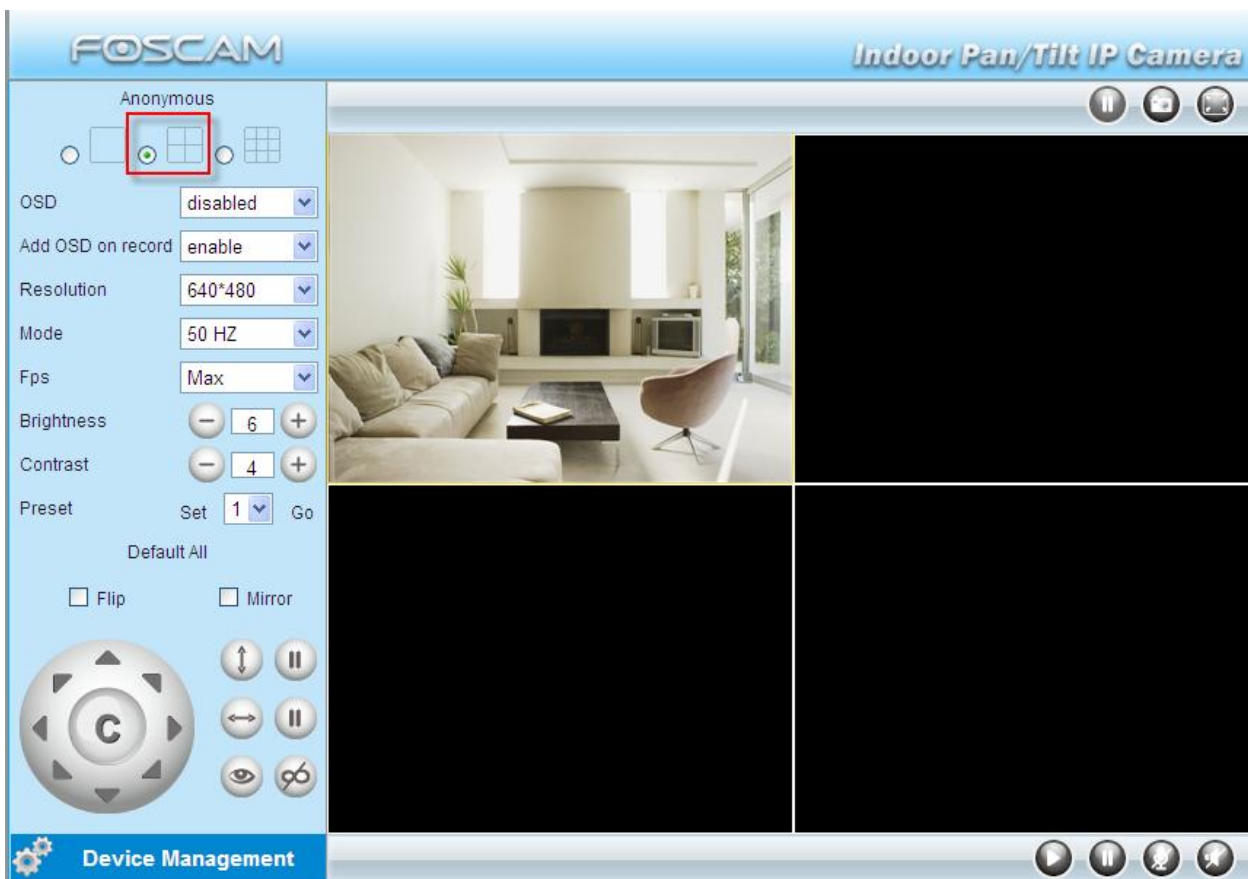 FOSCAM
Indoor Pan/Tilt IP Camera
Anonymous
OSD disabled
Add OSD on record enable
Resolution 640*480
Mode 50 HZ
Fps Max
Brightness 6
Contrast 4
Preset Set 1 Go
Default All
Flip Mirror
C
Device Management